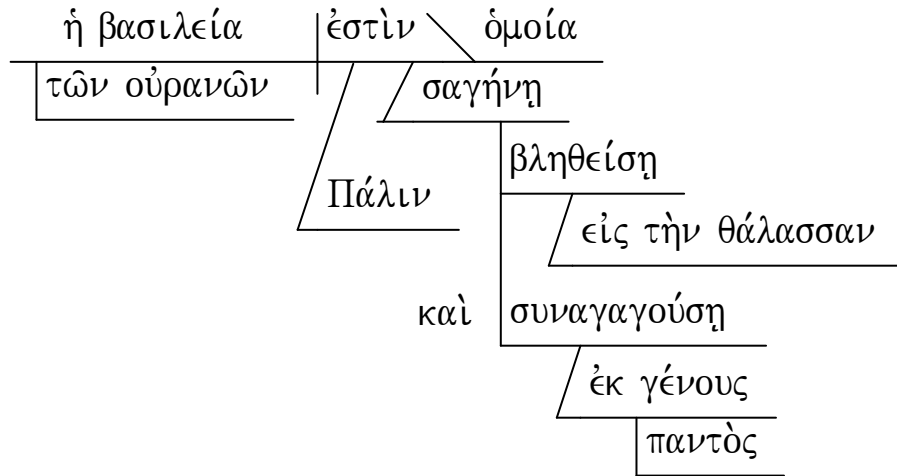 ἡ βασιλεία ἐστὶν ὁμοία
τῶν οὐρανῶν σαγήνῃ
βληθείσῃ
Πάλιν
εἰς τὴν θάλασσαν
καὶ συναγαγούσῃ
ἐκ γένους
παντὸς